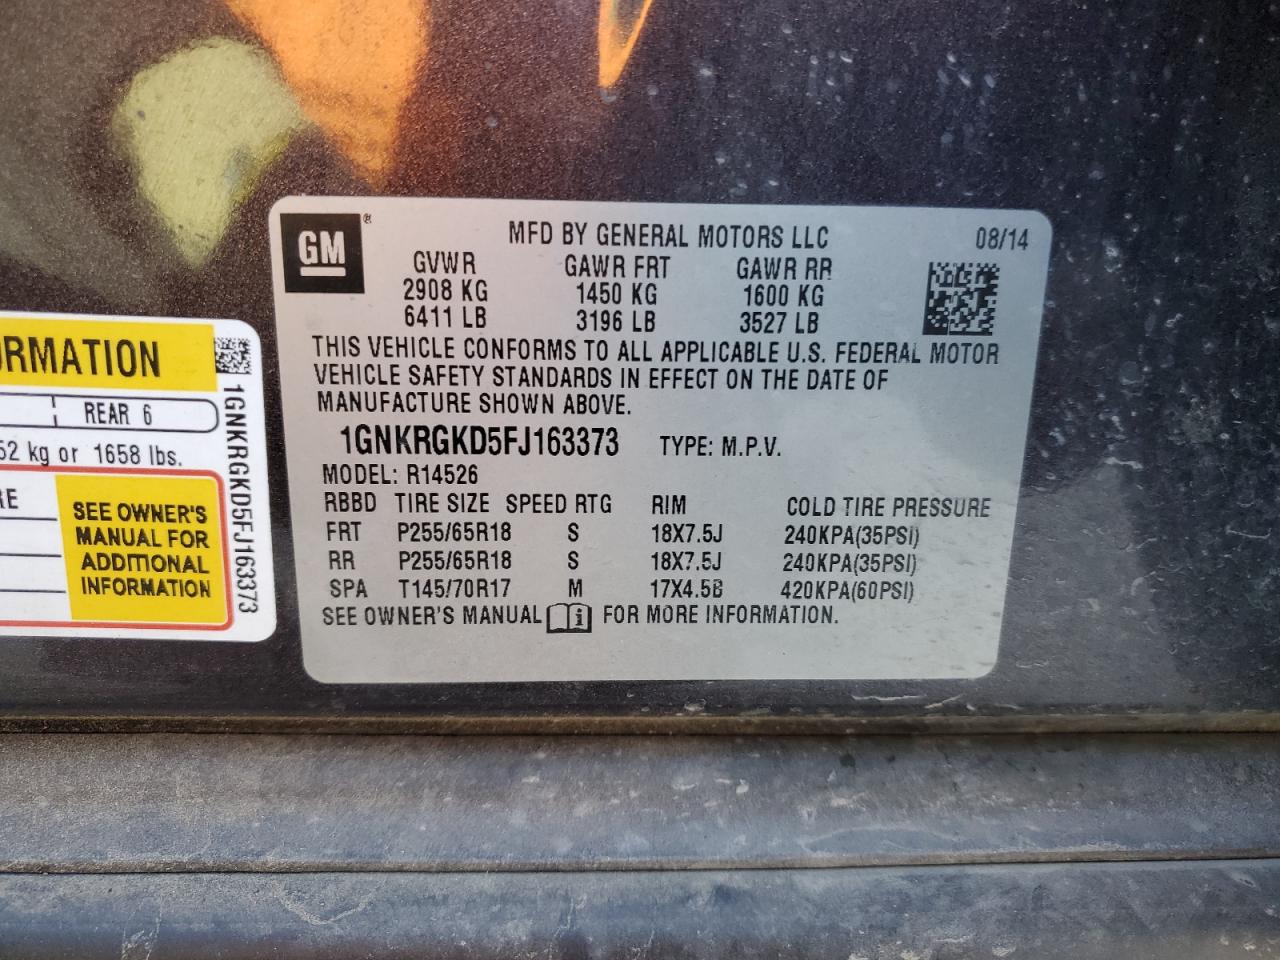 GM ®
MFD BY GENERAL MOTORS LLC 08/14
GVWR GAWR FRT GAWR RR
2908 KG 1450 KG 1600 KG
6411 LB 3196 LB 3527 LB
THIS VEHICLE CONFORMS TO ALL APPLICABLE U.S. FEDERAL MOTOR
VEHICLE SAFETY STANDARDS IN EFFECT ON THE DATE OF
MANUFACTURE SHOWN ABOVE.
1GNKRGKD5FJ163373 TYPE: M.P.V.
MODEL: R14526
RBBD TIRE SIZE SPEED RTG RIM COLD TIRE PRESSURE
FRT P255/65R18 S 18X7.5J 240KPA(35PSI)
RR P255/65R18 S 18X7.5J 240KPA(35PSI)
SPA T145/70R17 M 17X4.5B 420KPA(60PSI)
SEE OWNER'S MANUAL i FOR MORE INFORMATION.
ORMATION
REAR 6
52 kg or 1658 lbs.
RE
SEE OWNER'S
MANUAL FOR
ADDITIONAL
INFORMATION
1GNKRGKD5FJ163373